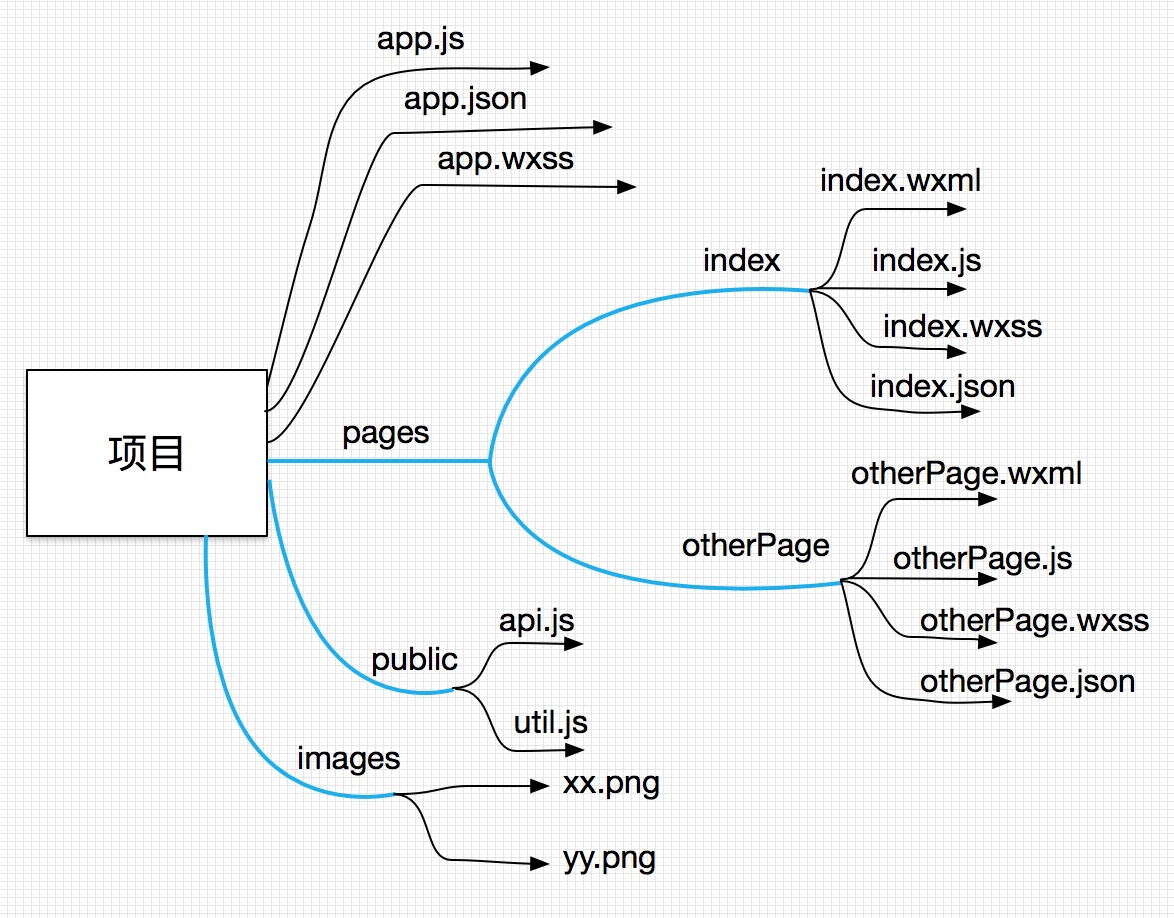 app.js
app.json
app.wxss
index.wxml
index
index.js
index.wxss
index.json
项目
pages
otherPage.wxml
otherPage
otherPage.js
otherPage.wxss
otherPage.json
api.js
public
util.js
images
xx.png
yy.png